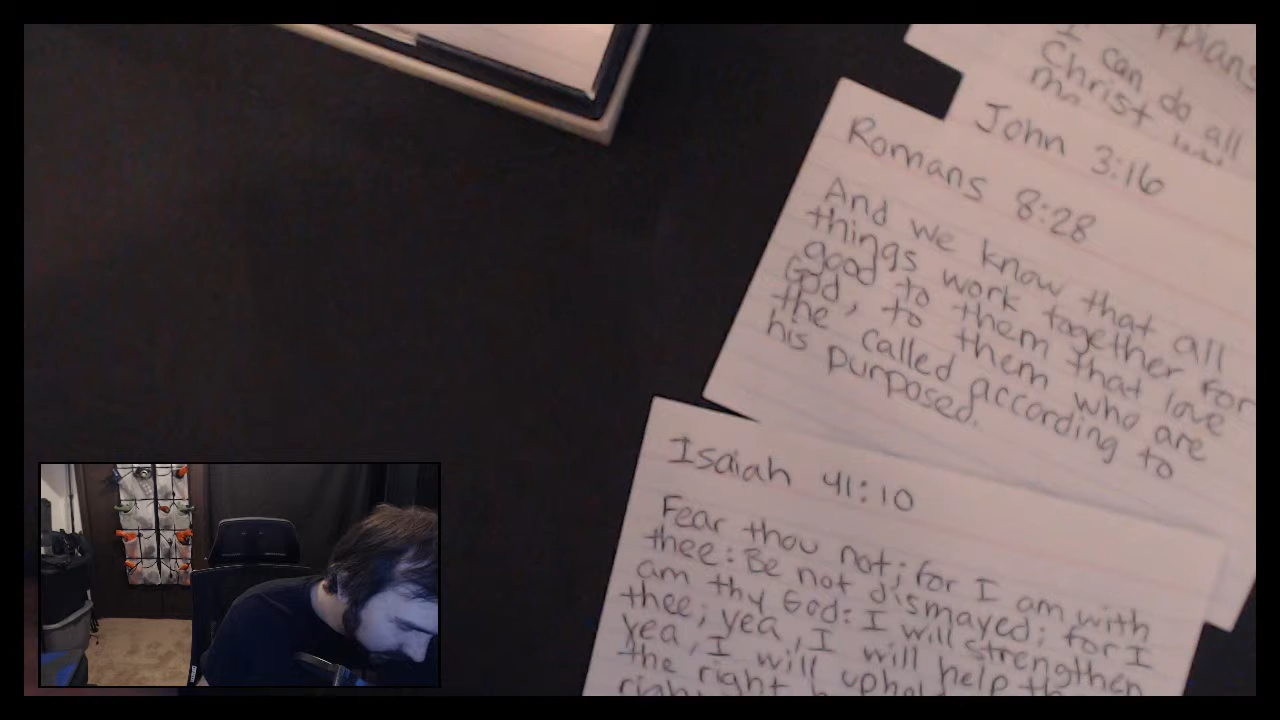 I can do all
Christ
John 3:16
Romans 8:28
And we know that all
things work together for
good to them that love
God, to them who are
the called according to
his purposed.
Isaiah 41:10
Fear thou not; for I am with
thee: Be not dismayed; for I
am thy God: I will strengthen
thee; yea, I will help
yea, I will
the right